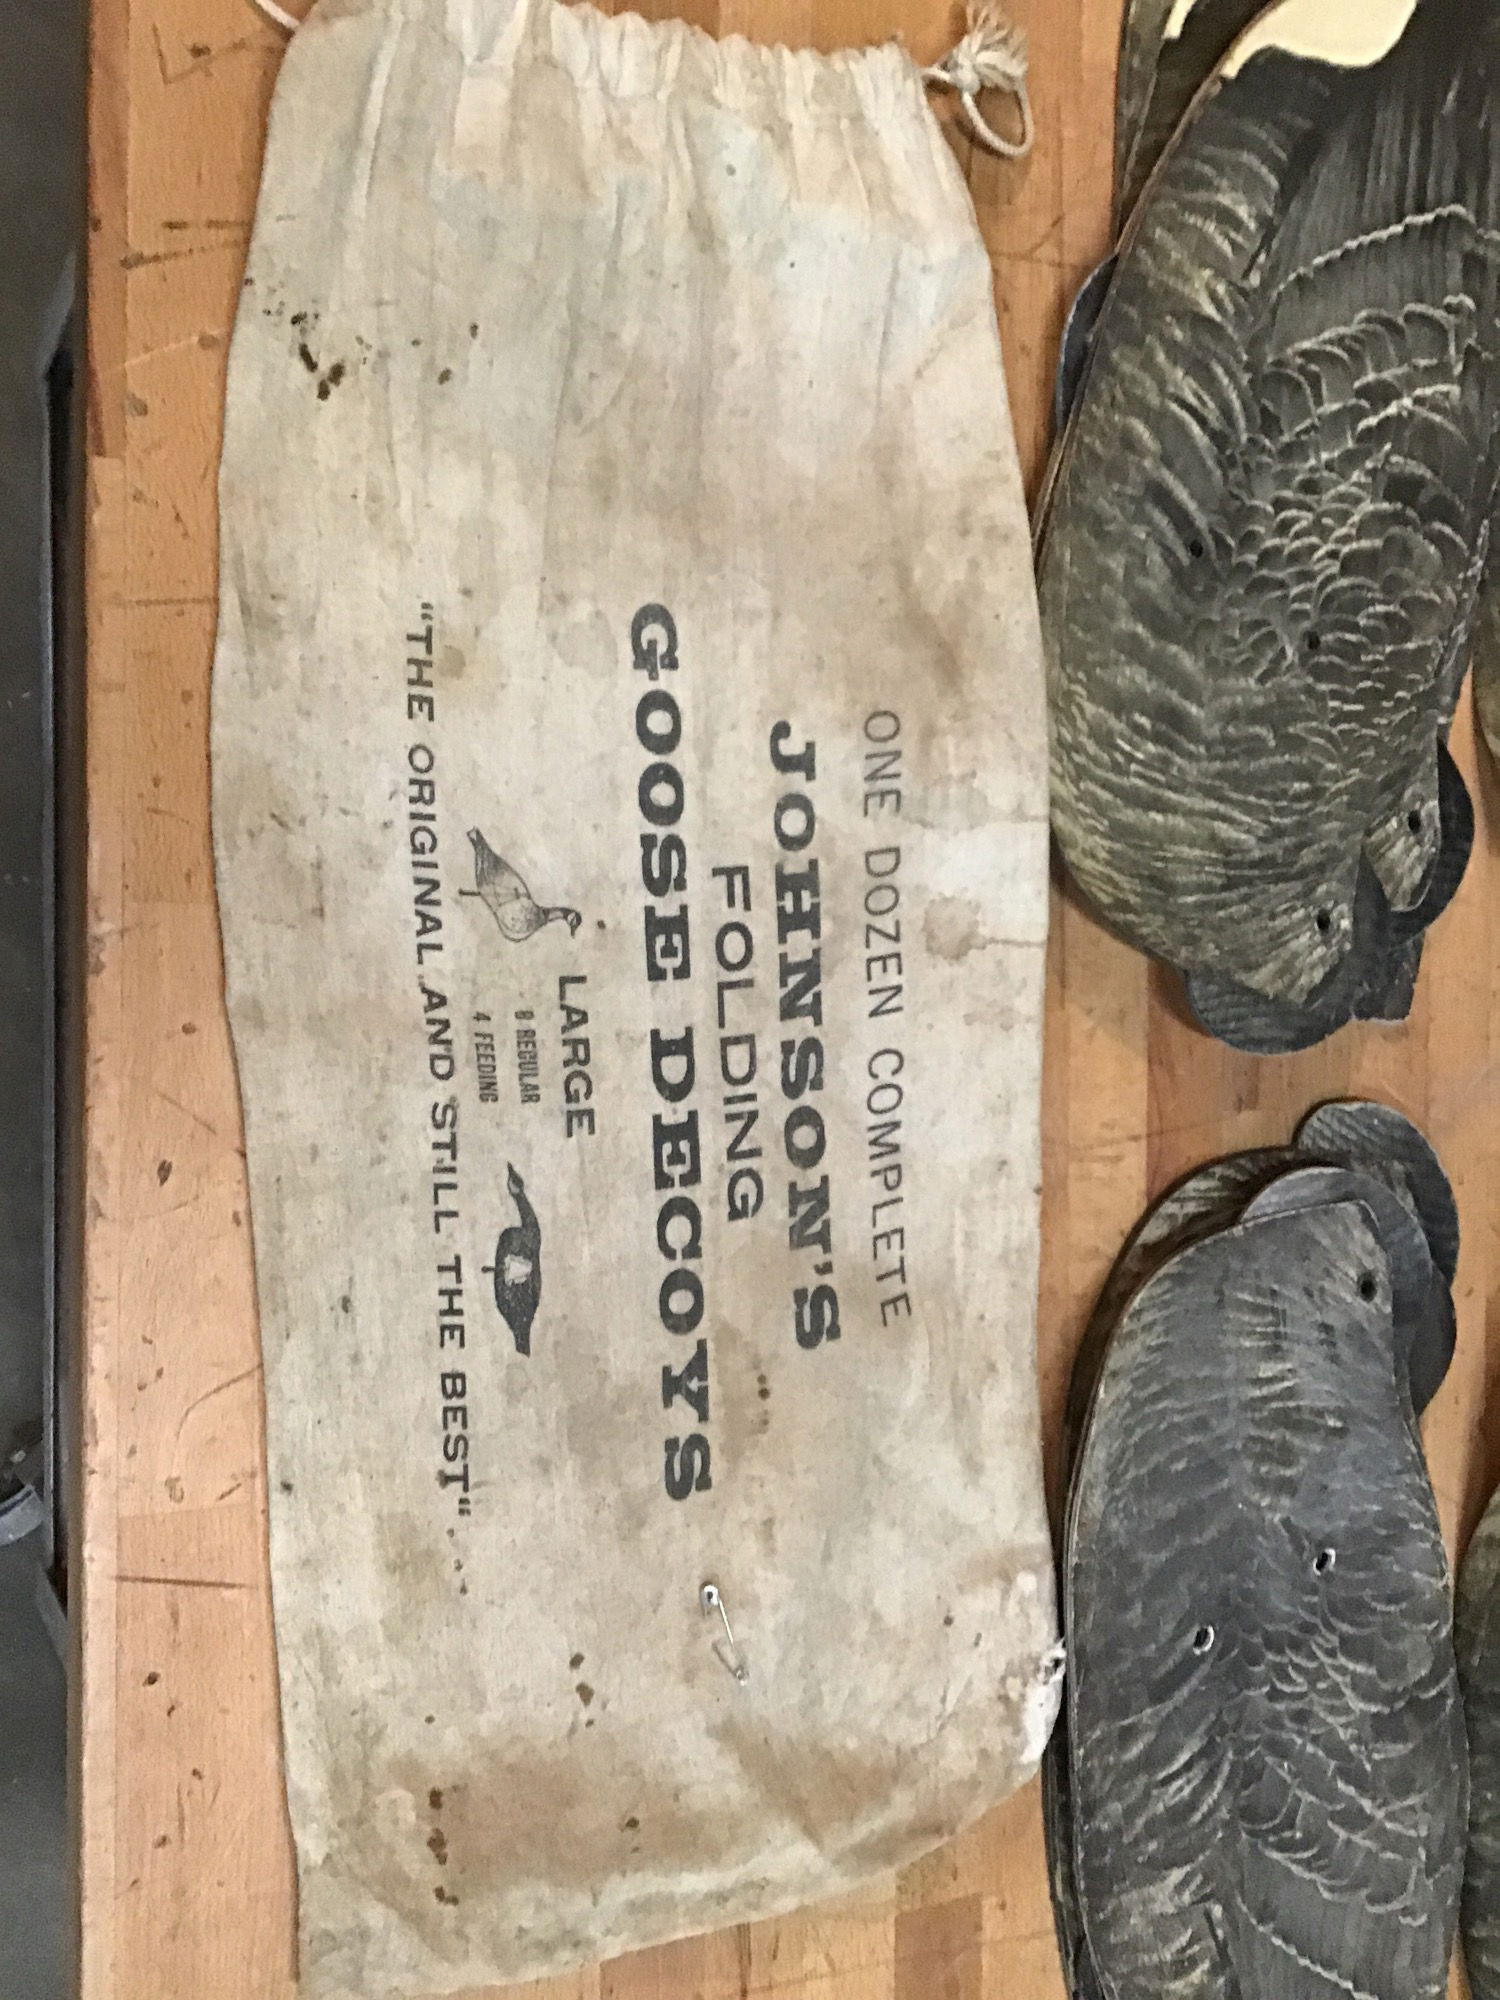 ONE DOZEN COMPLETE
JOHNSON'S
FOLDING
GOOSE DECOYS
LARGE
8 REGULAR
4 FEEDING
"THE ORIGINAL AND STILL THE BEST"